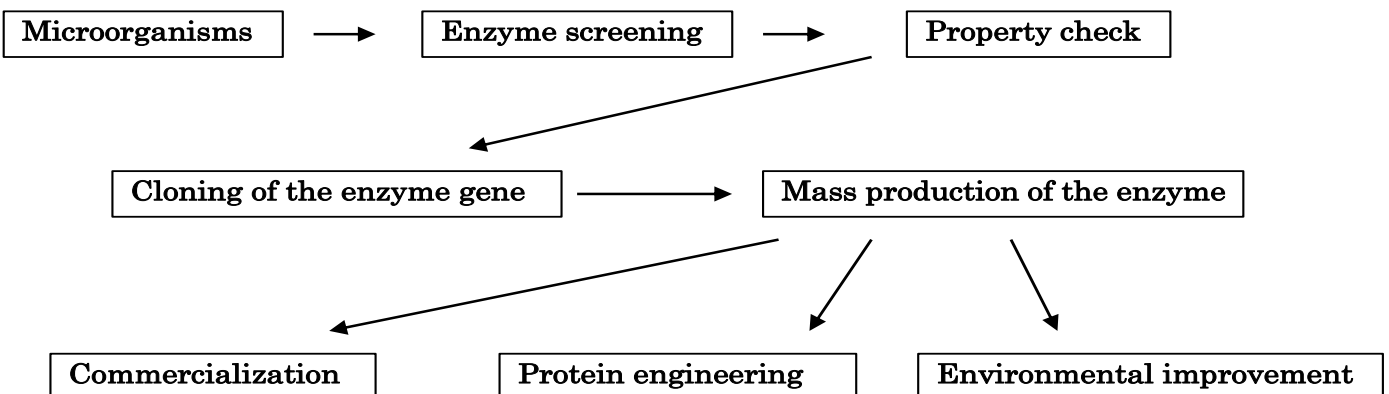 Microorganisms
Enzyme screening
Property check
Cloning of the enzyme gene
Mass production of the enzyme
Commercialization
Protein engineering
Environmental improvement